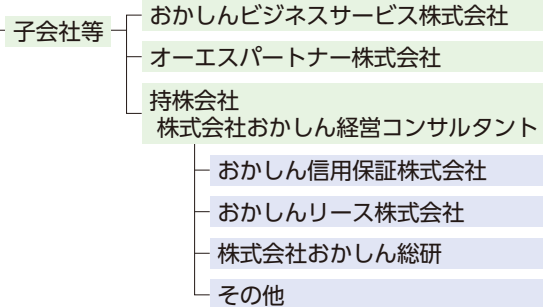 子会社等
おかしんビジネスサービス株式会社
オーエスパートナー株式会社
持株会社
株式会社おかしん経営コンサルタント
おかしん信用保証株式会社
おかしんリース株式会社
株式会社おかしん総研
その他